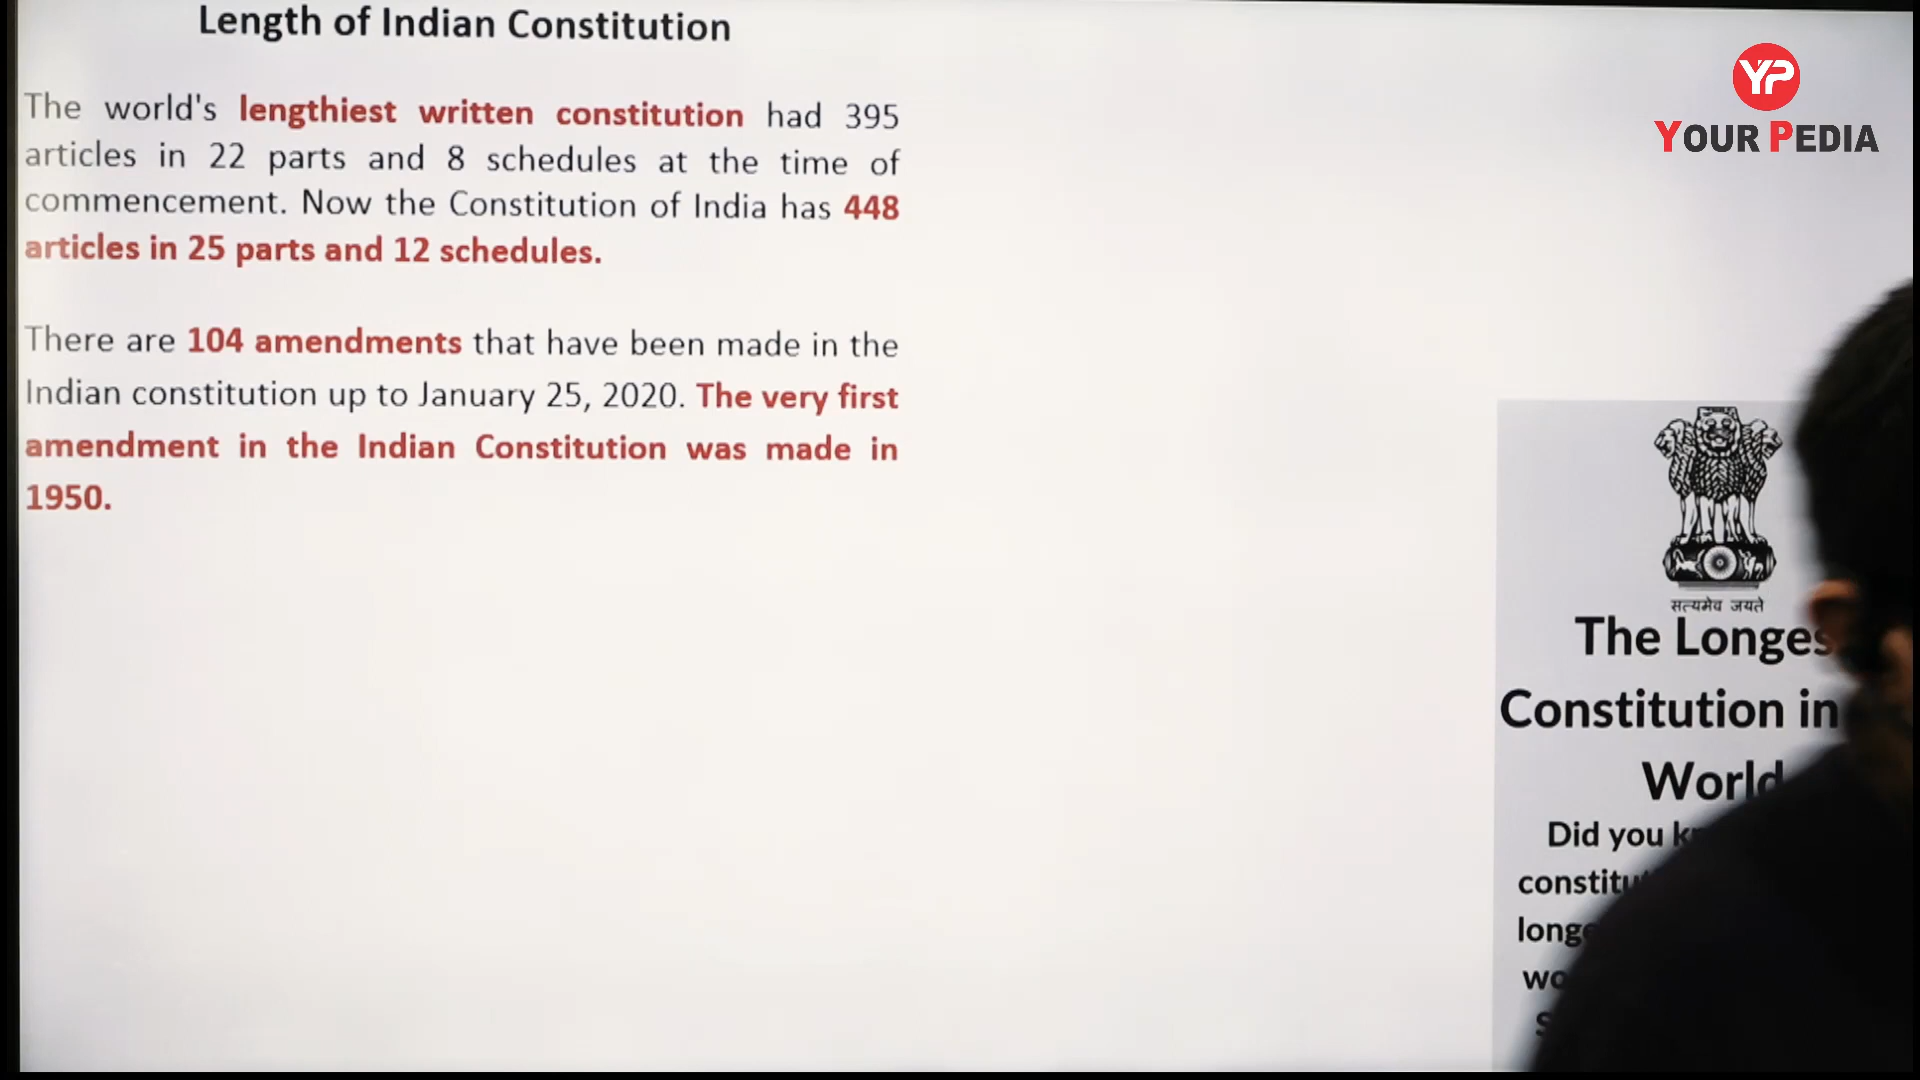 Length of Indian Constitution
The world's lengthiest written constitution had 395
articles in 22 parts and 8 schedules at the time of
commencement. Now the Constitution of India has 448
articles in 25 parts and 12 schedules.
There are 104 amendments that have been made in the
Indian constitution up to January 25, 2020. The very first
amendment in the Indian Constitution was made in
1950.
YP
YOUR PEDIA
सत्यमेव जयते
The
Constitution in
World
Did you